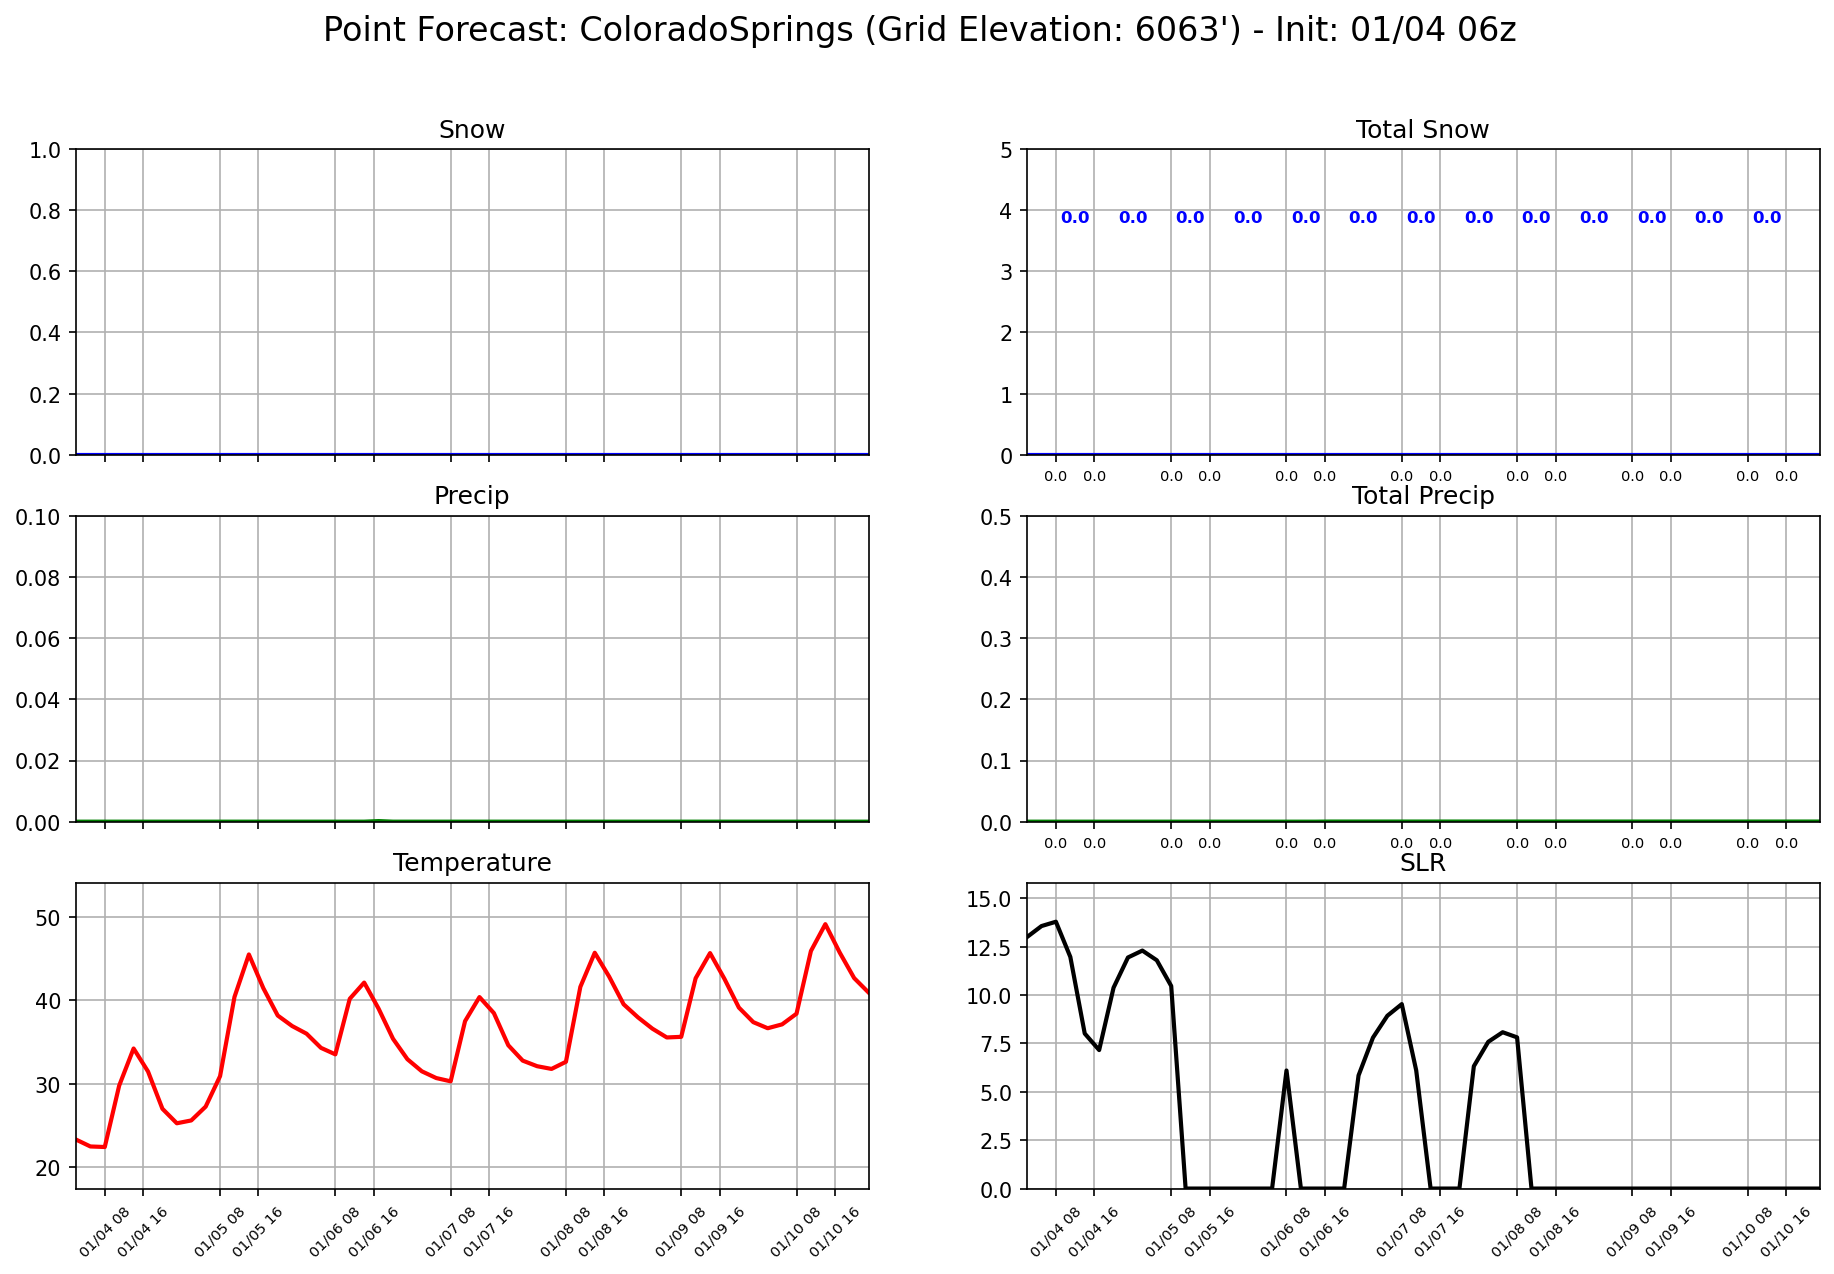 Point Forecast: ColoradoSprings (Grid Elevation: 6063') - Init: 01/04 06z
Snow
1.0
0.8
0.6
0.4
0.2
0.0
Total Snow
5
4
3
2
1
0
0.0 0.0 0.0 0.0 0.0 0.0 0.0 0.0 0.0 0.0 0.0 0.0 0.0
0.0 0.0 0.0 0.0 0.0 0.0 0.0 0.0 0.0 0.0 0.0 0.0 0.0 0.0
Precip
0.10
0.08
0.06
0.04
0.02
0.00
Total Precip
0.5
0.4
0.3
0.2
0.1
0.0
0.0 0.0 0.0 0.0 0.0 0.0 0.0 0.0 0.0 0.0 0.0 0.0 0.0 0.0
Temperature
50
40
30
20
01/04 08 01/04 16 01/05 08 01/05 16 01/06 08 01/06 16 01/07 08 01/07 16 01/08 08 01/08 16 01/09 08 01/09 16 01/10 08 01/10 16
SLR
15.0
12.5
10.0
7.5
5.0
2.5
0.0
01/04 08 01/04 16 01/05 08 01/05 16 01/06 08 01/06 16 01/07 08 01/07 16 01/08 08 01/08 16 01/09 08 01/09 16 01/10 08 01/10 16